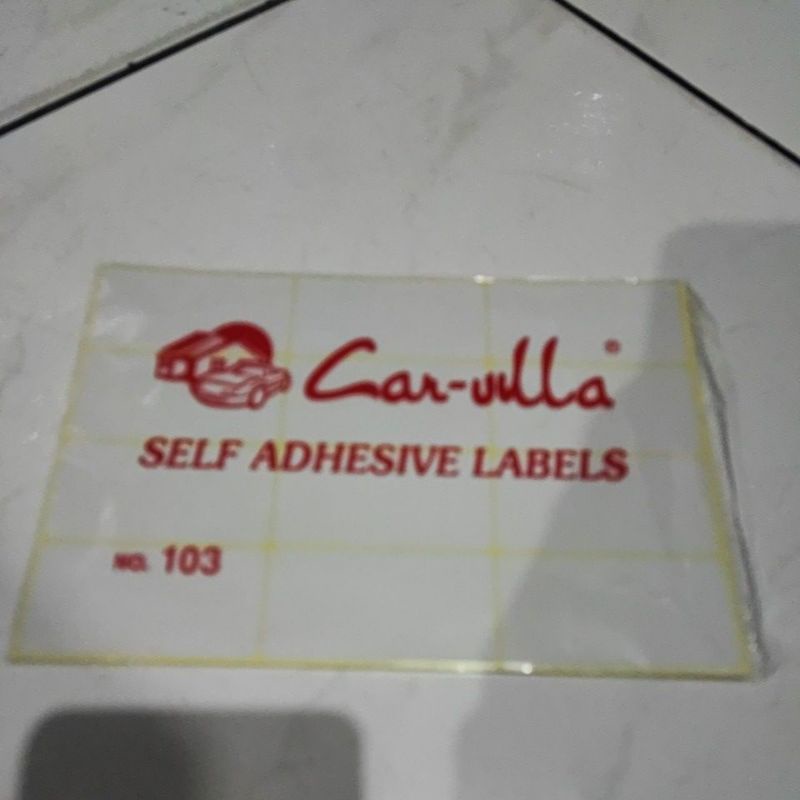 Car-villa ©
SELF ADHESIVE LABELS
NO. 103